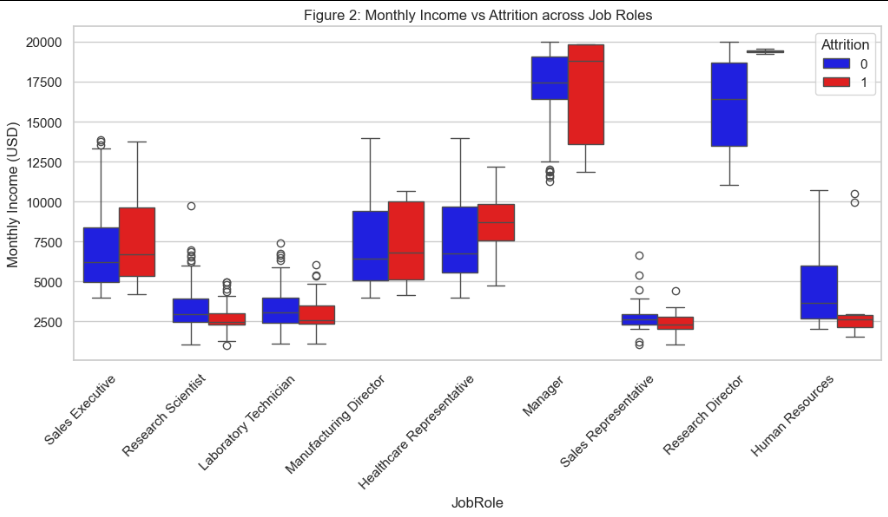 Figure 2: Monthly Income vs Attrition across Job Roles
Monthly Income (USD)
20000
17500
15000
12500
10000
7500
5000
2500
Attrition
0
1
Sales Executive
Research Scientist
Laboratory Technician
Manufacturing Director
Healthcare Representative
Manager
Sales Representative
Research Director
Human Resources
JobRole